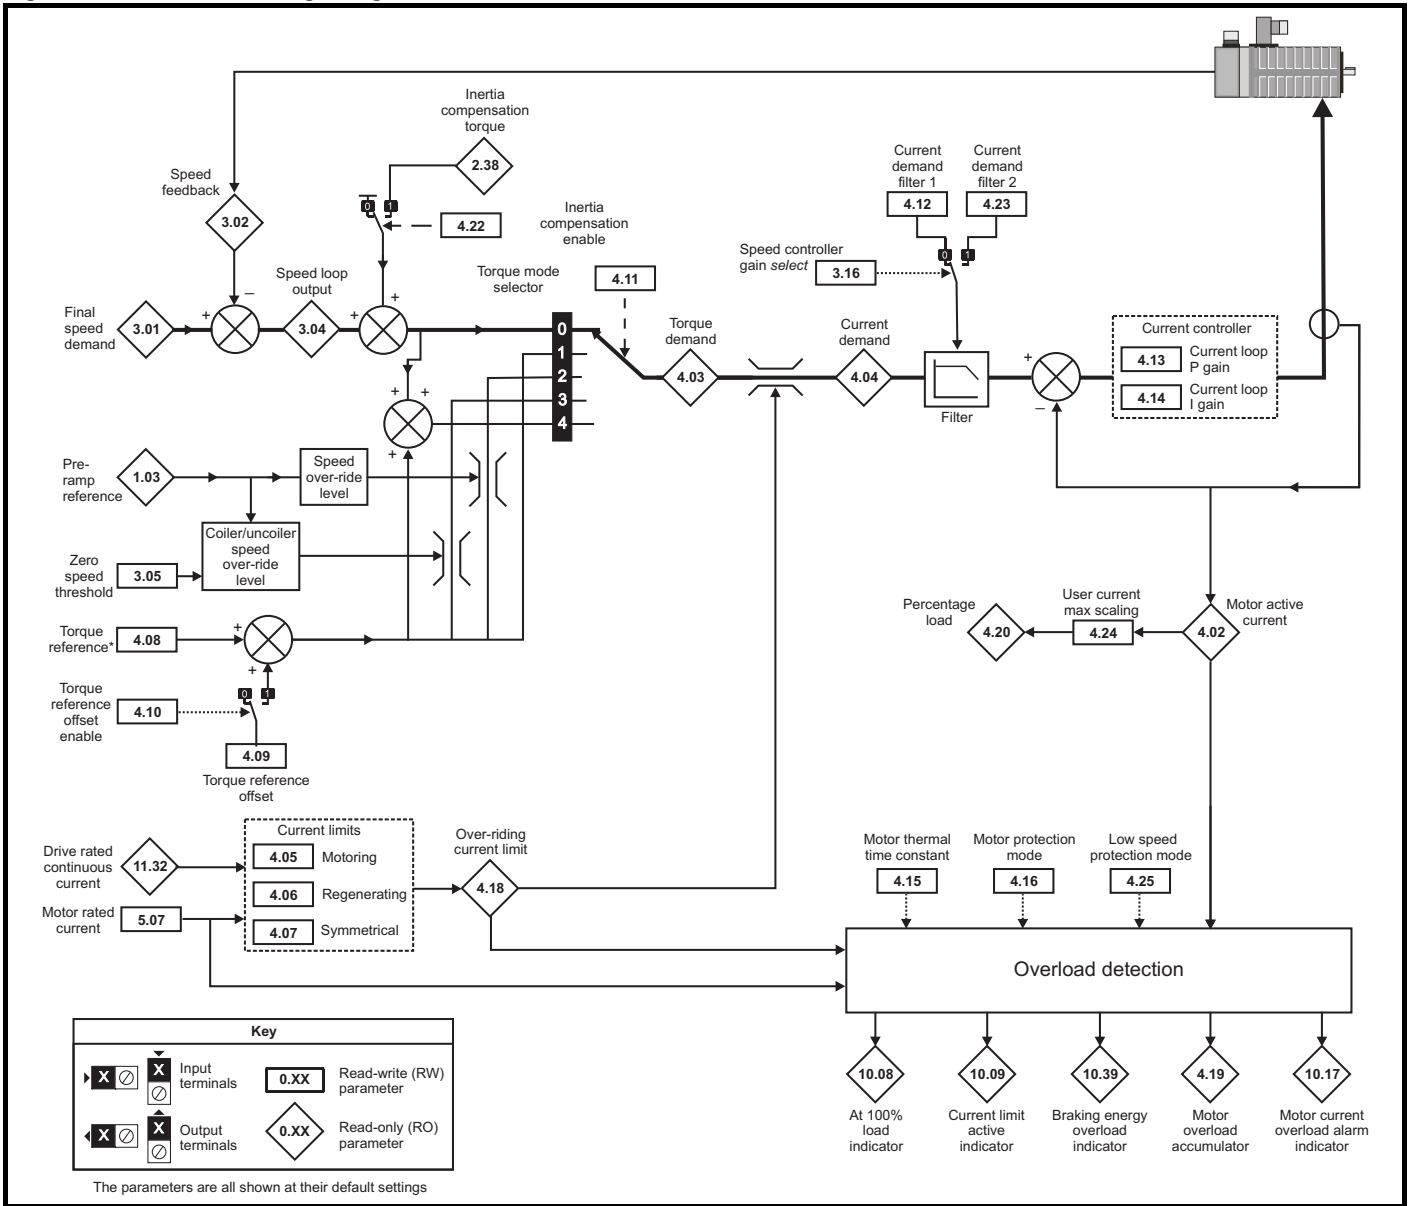 Inertia
compensation
torque
2.38
Speed
feedback
3.02
0 1
4.22
Inertia
compensation
enable
4.11
Current
demand
filter 1
4.12
Current
demand
filter 2
4.23
0 1
Speed controller
gain select
3.16
Final
speed
demand
3.01
+
–
Speed loop
output
3.04
+
+
Torque mode
selector
0
1
2
3
4
Torque
demand
4.03
Current
demand
4.04
Filter
+
–
Current controller
4.13
Current loop
P gain
4.14
Current loop
I gain
+ +
+
Pre-
ramp
reference
1.03
Speed
over-ride
level
Coiler/uncoiler
speed
over-ride
level
Zero
speed
threshold
3.05
Torque
reference*
4.08
+
+
0 1
Torque
reference
offset
enable
4.10
4.09
Torque reference
offset
Percentage
load
4.20
User current
max scaling
4.24
4.02
Motor active
current
Drive rated
continuous
current
11.32
Motor rated
current
5.07
Current limits
4.05 Motoring
4.06 Regenerating
4.07 Symmetrical
Over-riding
current limit
4.18
Motor thermal
time constant
4.15
Motor protection
mode
4.16
Low speed
protection mode
4.25
Overload detection
10.08
At 100%
load
indicator
10.09
Current limit
active
indicator
10.39
Braking energy
overload
indicator
4.19
Motor
overload
accumulator
10.17
Motor current
overload alarm
indicator
Key
X
X
Input
terminals
0.XX
Read-write (RW)
parameter
X
X
Output
terminals
0.XX
Read-only (RO)
parameter
The parameters are all shown at their default settings